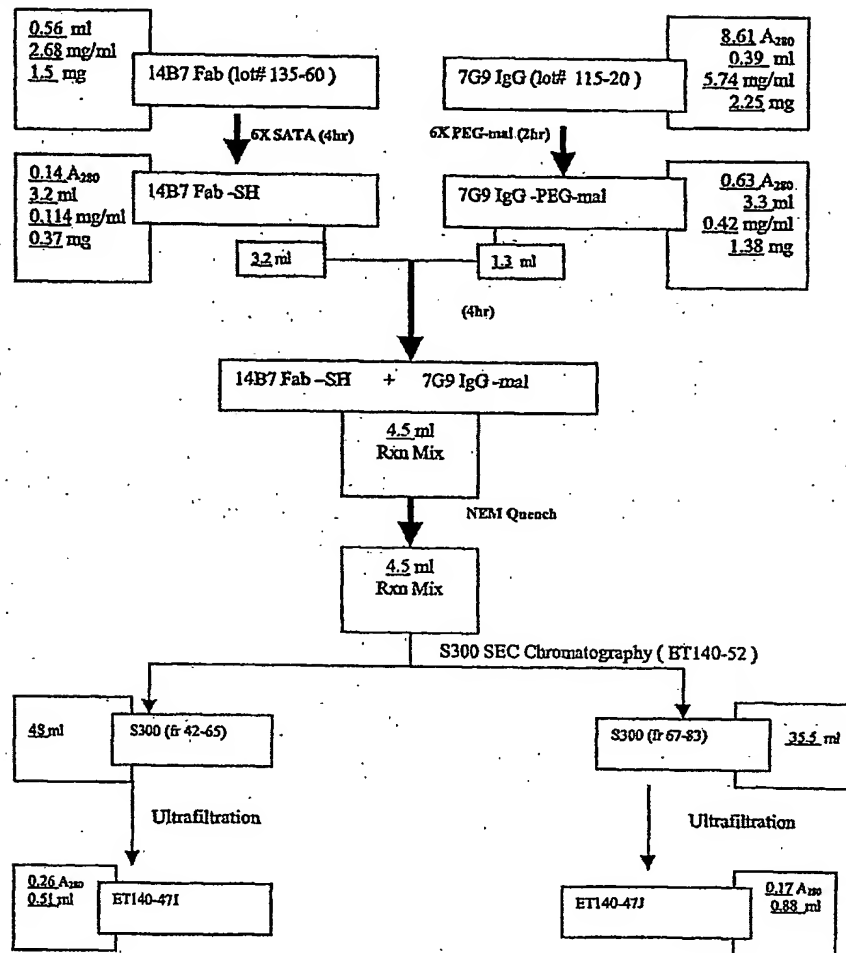 0.56 ml
2.68 mg/ml
1.5 mg
14B7 Fab (lot# 135-60 )
7G9 IgG (lot# 115-20 )
8.61 A280
0.39 ml
5.74 mg/ml
2.25 mg
6X SATA (4hr)
6X PEG-mal (2hr)
0.14 A280
3.2 ml
0.114 mg/ml
0.37 mg
14B7 Fab -SH
7G9 IgG -PEG-mal
0.63 A280
3.3 ml
0.42 mg/ml
1.38 mg
3.2 ml
1.3 ml
(4hr)
14B7 Fab -SH + 7G9 IgG -mal
4.5 ml
Rxn Mix
NEM Quench
4.5 ml
Rxn Mix
S300 SEC Chromatography ( ET140-52 )
48 ml
S300 (fr 42-65)
S300 (fr 67-83)
35.5 ml
Ultrafiltration
Ultrafiltration
0.26 A280
0.51 ml
ET140-47I
ET140-47J
0.17 A280
0.88 ml